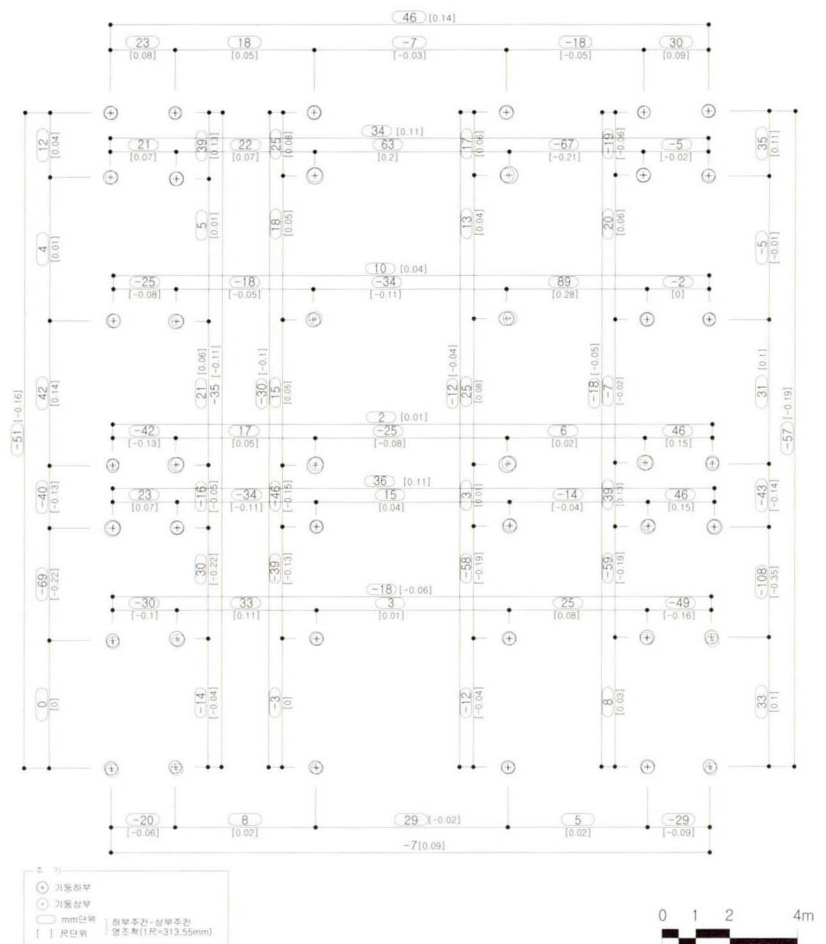 46 [0.14]
23 18 -7 -18 30
[0.08] [0.05] [-0.03] [-0.05] [0.09]
12 [0.04] 39 [0.13] 25 [0.08] 17 [0.06] -19 [-0.06] 35 [0.11]
34 [0.11]
21 22 63 -67 -5
[0.07] [0.07] [0.2] [-0.21] [-0.02]
4 [0.01] 5 [0.01] 18 [0.05] 13 [0.04] 20 [0.06] -5 [-0.01]
10 [0.04]
-25 -18 -34 89 -2
[-0.08] [-0.05] [-0.11] [0.28] [0]
-51 [-0.16] 42 [0.14] 21 [0.06] -35 [-0.11] -30 [-0.1] 15 [0.05] -12 [-0.04] 25 [0.08] -18 [-0.05] -7 [-0.02] 31 [0.1] -57 [-0.19]
2 [0.01]
-42 17 -25 6 46
[-0.13] [0.05] [-0.08] [0.02] [0.15]
-40 [-0.13] -16 [-0.05] -46 [-0.15] 3 [0.01] 39 [0.13] -43 [-0.14]
36 [0.11]
23 -34 15 -14 46
[0.07] [-0.11] [0.04] [-0.04] [0.15]
-69 [-0.22] 30 [-0.22] -39 [-0.13] -58 [-0.19] -59 [-0.19] -108 [-0.35]
-18 [-0.06]
-30 33 3 25 -49
[-0.1] [0.11] [0.01] [0.08] [-0.16]
0 [0] -14 [-0.04] -3 [0] -12 [-0.04] 8 [0.03] 33 [0.1]
-20 8 29 [-0.02] 5 -29
[-0.06] [0.02] [0.02] [-0.09]
-7 [0.09]
기둥하부
기둥상부
mm단위 하부주간-상부주간
[ ] 尺단위 영조척(1尺=313.55mm)
0 1 2 4m